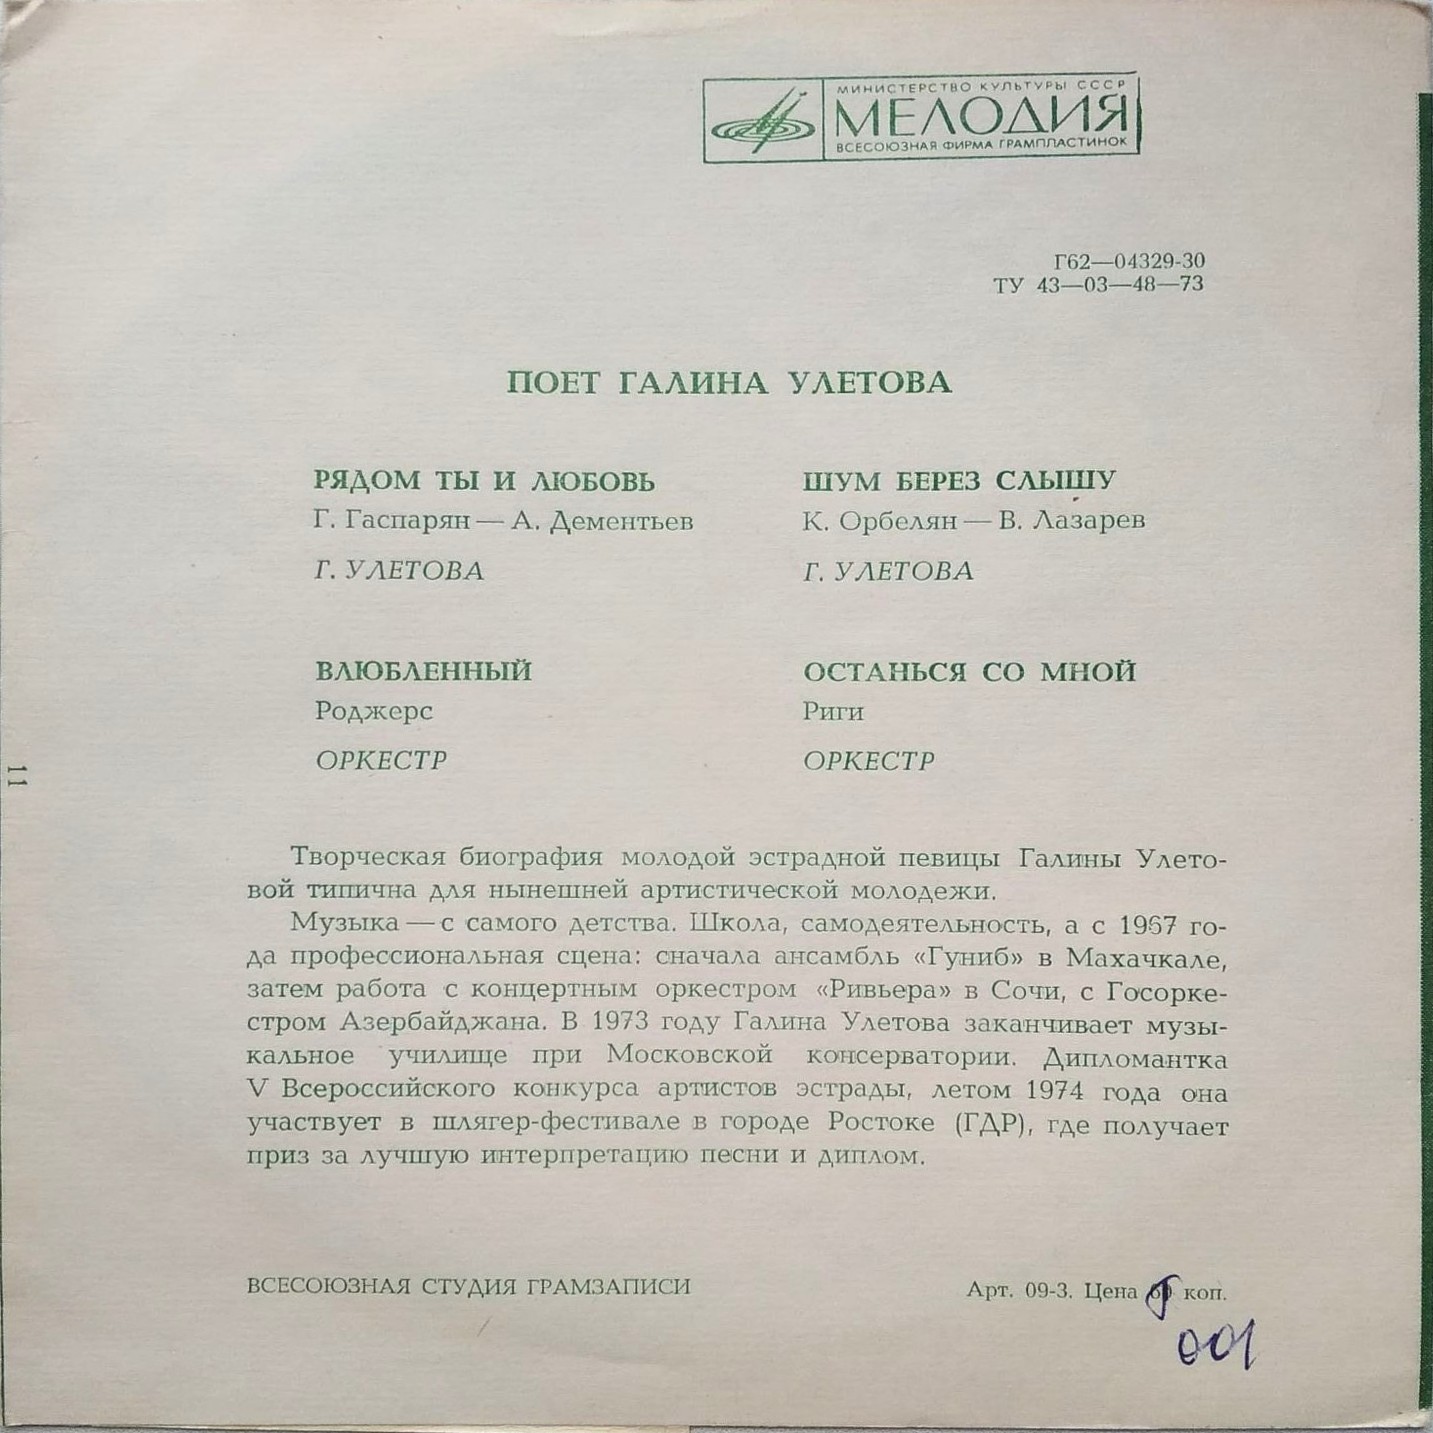 МИНИСТЕРСТВО КУЛЬТУРЫ СССР
МЕЛОДИЯ
ВСЕСОЮЗНАЯ ФИРМА ГРАМПЛАСТИНОК
Г62—04329-30
ТУ 43—03—48—73
ПОЕТ ГАЛИНА УЛЕТОВА
РЯДОМ ТЫ И ЛЮБОВЬ
Г. Гаспарян — А. Дементьев
Г. УЛЕТОВА
ВЛЮБЛЕННЫЙ
Роджерс
ОРКЕСТР
ШУМ БЕРЕЗ СЛЫШУ
К. Орбелян — В. Лазарев
Г. УЛЕТОВА
ОСТАНЬСЯ СО МНОЙ
Риги
ОРКЕСТР
11
Творческая биография молодой эстрадной певицы Галины Улето-
вой типична для нынешней артистической молодежи.
Музыка — с самого детства. Школа, самодеятельность, а с 1967 го-
да профессиональная сцена: сначала ансамбль «Гуниб» в Махачкале,
затем работа с концертным оркестром «Ривьера» в Сочи, с Госорке-
стром Азербайджана. В 1973 году Галина Улетова заканчивает музы-
кальное училище при Московской консерватории. Дипломантка
V Всероссийского конкурса артистов эстрады, летом 1974 года она
участвует в шлягер-фестивале в городе Ростоке (ГДР), где получает
приз за лучшую интерпретацию песни и диплом.
ВСЕСОЮЗНАЯ СТУДИЯ ГРАМЗАПИСИ
Арт. 09-3. Цена коп.
001